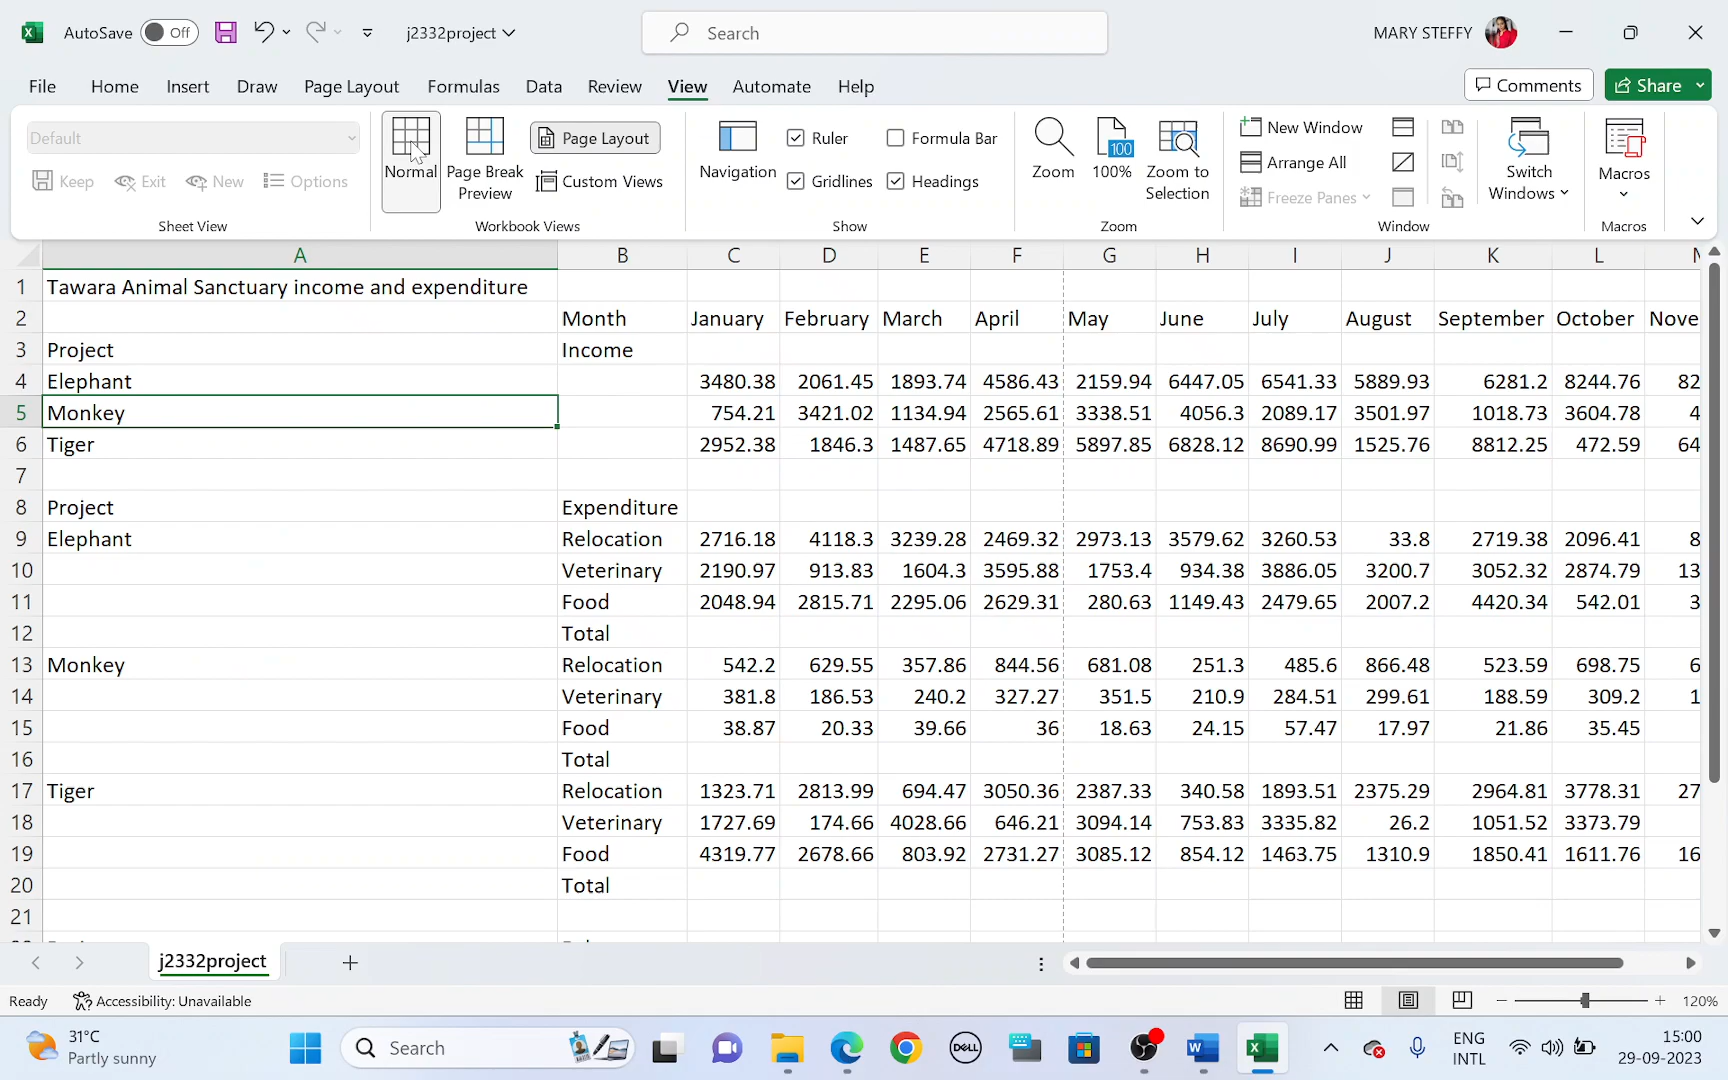 AutoSave Off j2332project Search MARY STEFFY
File Home Insert Draw Page Layout Formulas Data Review View Automate Help Comments Share
Default
Keep Exit New Options
Sheet View
Normal Page Break Preview Page Layout Custom Views
Workbook Views
Navigation Ruler Formula Bar Gridlines Headings
Show
Zoom 100 100% Zoom to Selection
Zoom
New Window Arrange All Freeze Panes Switch Windows
Window
Macros
Macros
A B C D E F G H I J K L
1 Tawara Animal Sanctuary income and expenditure
2 Month January February March April May June July August September October Nove
3 Project Income
4 Elephant 3480.38 2061.45 1893.74 4586.43 2159.94 6447.05 6541.33 5889.93 6281.2 8244.76 82
5 Monkey 754.21 3421.02 1134.94 2565.61 3338.51 4056.3 2089.17 3501.97 1018.73 3604.78 4
6 Tiger 2952.38 1846.3 1487.65 4718.89 5897.85 6828.12 8690.99 1525.76 8812.25 472.59 64
7
8 Project Expenditure
9 Elephant Relocation 2716.18 4118.3 3239.28 2469.32 2973.13 3579.62 3260.53 33.8 2719.38 2096.41 8
10 Veterinary 2190.97 913.83 1604.3 3595.88 1753.4 934.38 3886.05 3200.7 3052.32 2874.79 13
11 Food 2048.94 2815.71 2295.06 2629.31 280.63 1149.43 2479.65 2007.2 4420.34 542.01 3
12 Total
13 Monkey Relocation 542.2 629.55 357.86 844.56 681.08 251.3 485.6 866.48 523.59 698.75 6
14 Veterinary 381.8 186.53 240.2 327.27 351.5 210.9 284.51 299.61 188.59 309.2 1
15 Food 38.87 20.33 39.66 36 18.63 24.15 57.47 17.97 21.86 35.45
16 Total
17 Tiger Relocation 1323.71 2813.99 694.47 3050.36 2387.33 340.58 1893.51 2375.29 2964.81 3778.31 27
18 Veterinary 1727.69 174.66 4028.66 646.21 3094.14 753.83 3335.82 26.2 1051.52 3373.79
19 Food 4319.77 2678.66 803.92 2731.27 3085.12 854.12 1463.75 1310.9 1850.41 1611.76 16
20 Total
21
j2332project
Ready Accessibility: Unavailable 120%
31°C
Partly sunny
Search DELL ENG
INTL
15:00
29-09-2023